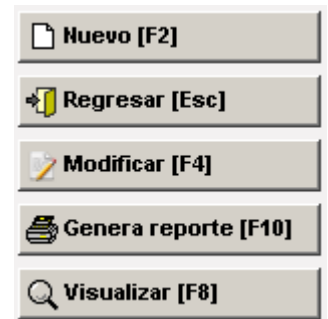 Nuevo [F2]
Regresar [Esc]
Modificar [F4]
Genera reporte [F10]
Visualizar [F8]